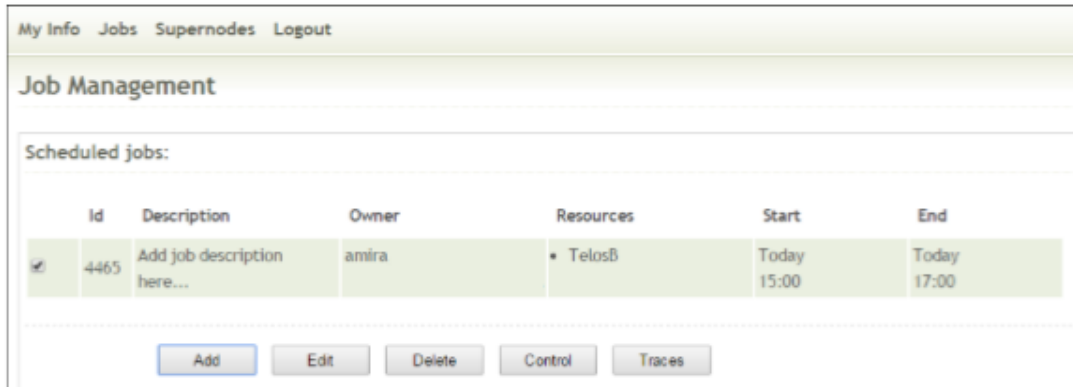 My Info Jobs Supernodes Logout
Job Management
Scheduled jobs:
Id Description Owner Resources Start End
4465 Add job description here... amira • TelosB Today 15:00 Today 17:00
Add Edit Delete Control Traces